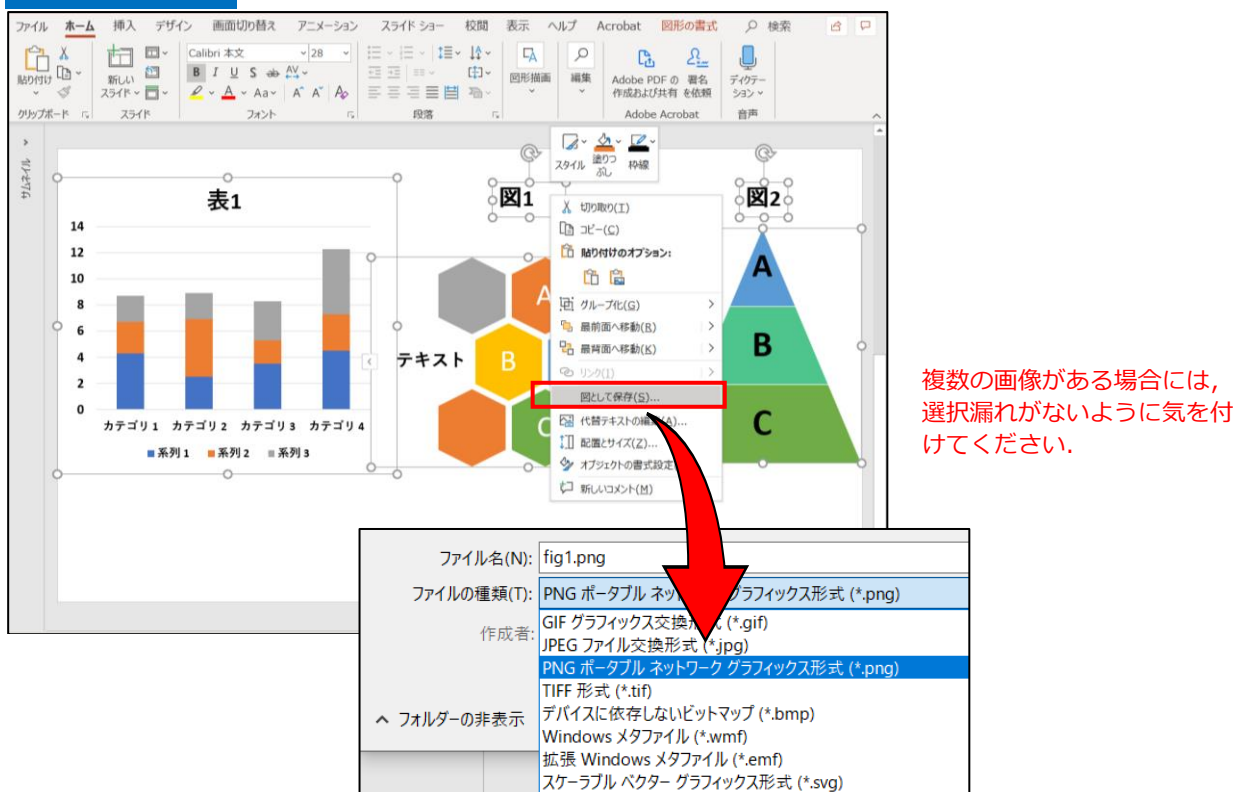 ファイル ホーム 挿入 デザイン 画面切り替え アニメーション スライド ショー 校閲 表示 ヘルプ Acrobat 図形の書式 検索
Calibri 本文 28
B I U S ab AV
A Aa A A A
貼り付け
新しい
スライド
図形描画
編集
Adobe PDF の
作成および共有
署名
を依頼
ディクテー
ション
クリップボード スライド フォント 段落 Adobe Acrobat 音声
サムネイル
スタイル
塗りつ
ぶし
枠線
表1
14
12
10
8
6
4
2
0
カテゴリ 1 カテゴリ 2 カテゴリ 3 カテゴリ 4
系列 1 系列 2 系列 3
図1
A
テキスト
B
C
切り取り(T)
コピー(C)
貼り付けのオプション:
グループ化(G)
最前面へ移動(R)
最背面へ移動(K)
リンク(I)
図として保存(S)...
代替テキストの編集(A)...
配置とサイズ(Z)...
オブジェクトの書式設定
新しいコメント(M)
図2
A
B
C
複数の画像がある場合には,
選択漏れがないように気を付
けてください.
ファイル名(N): fig1.png
ファイルの種類(T): PNG ポータブル ネットワーク グラフィックス形式 (*.png)
作成者:
GIF グラフィックス交換形式 (*.gif)
JPEG ファイル交換形式 (*.jpg)
PNG ポータブル ネットワーク グラフィックス形式 (*.png)
TIFF 形式 (*.tif)
デバイスに依存しないビットマップ (*.bmp)
Windows メタファイル (*.wmf)
拡張 Windows メタファイル (*.emf)
スケーラブル ベクター グラフィックス形式 (*.svg)
フォルダーの非表示